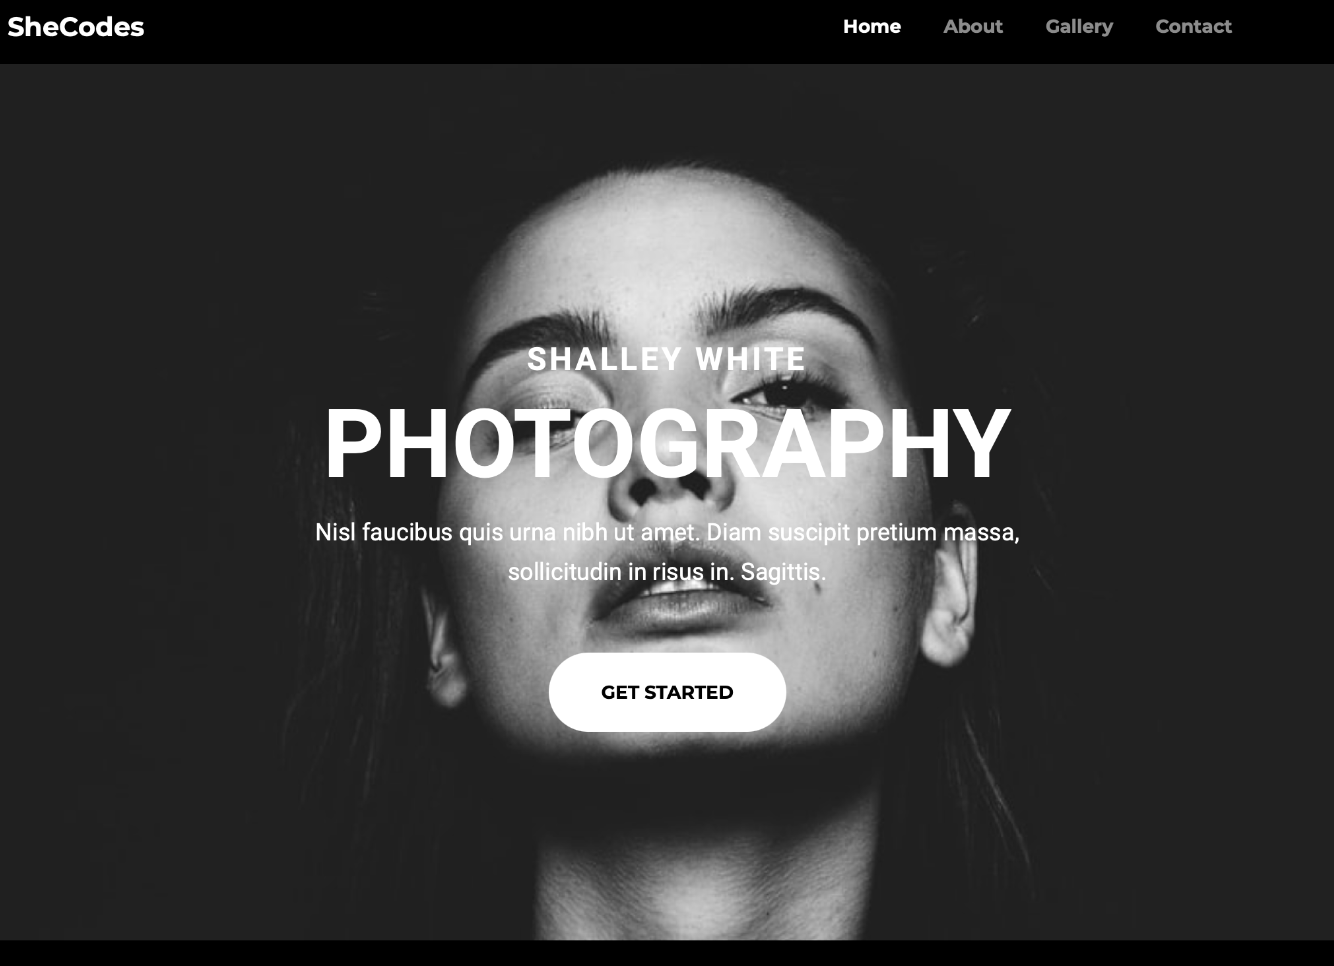 SheCodes
Home About Gallery Contact
SHALLEY WHITE
PHOTOGRAPHY
Nisl faucibus quis urna nibh ut amet. Diam suscipit pretium massa,
sollicitudin in risus in. Sagittis.
GET STARTED